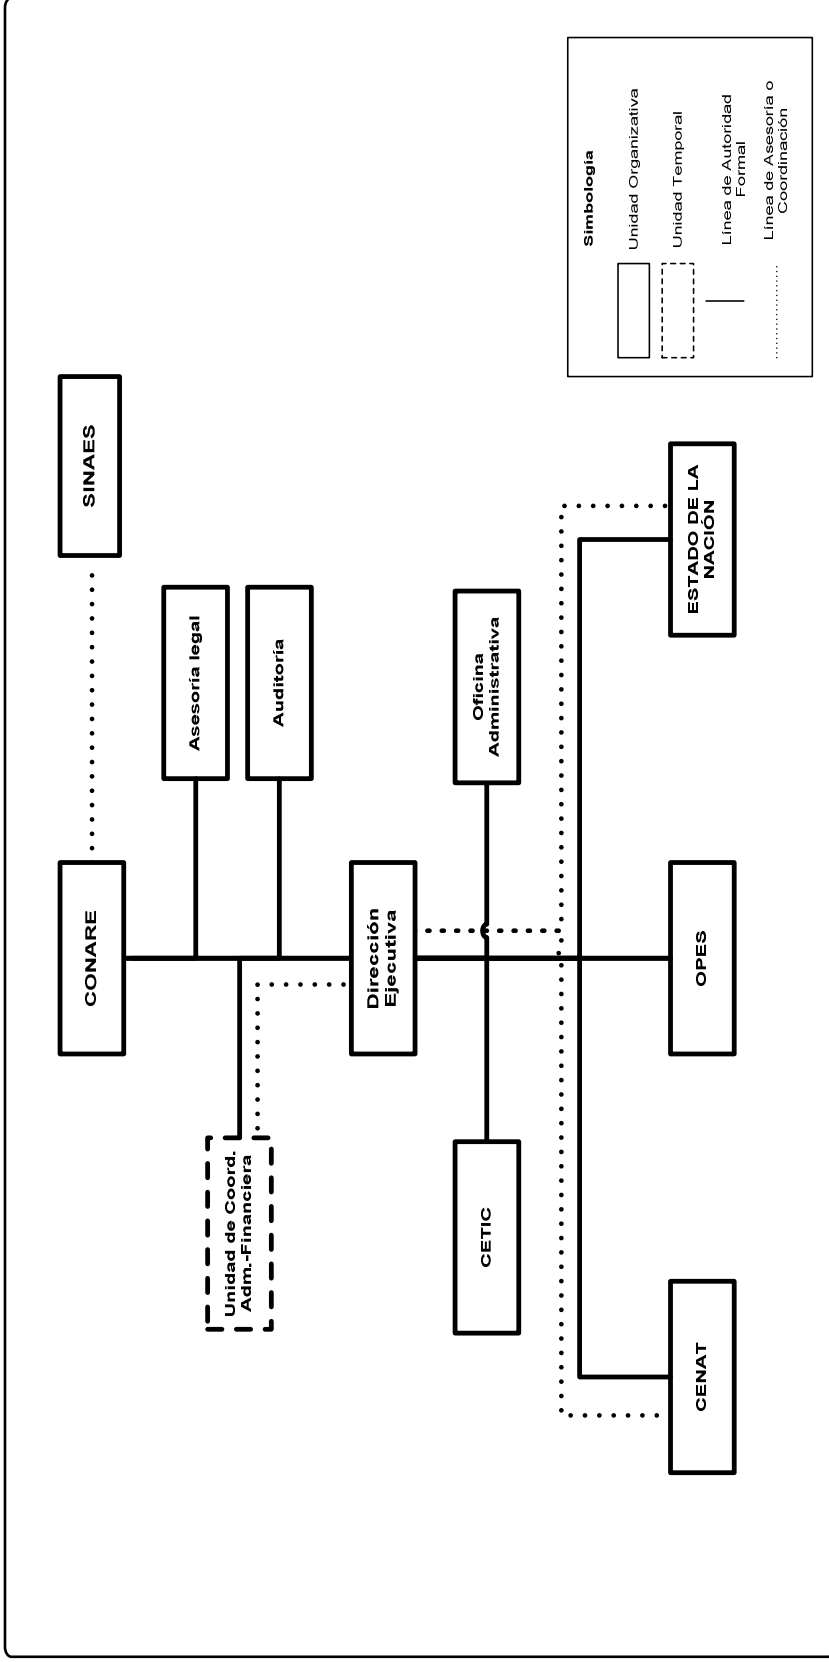 CONARE
SINAES
Asesoría legal
Auditoría
Unidad de Coord.
Adm.-Financiera
Dirección
Ejecutiva
CETIC
Oficina
Administrativa
CENAT
OPES
ESTADO DE LA
NACIÓN
Simbología
Unidad Organizativa
Unidad Temporal
Línea de Autoridad
Formal
Línea de Asesoría o
Coordinación